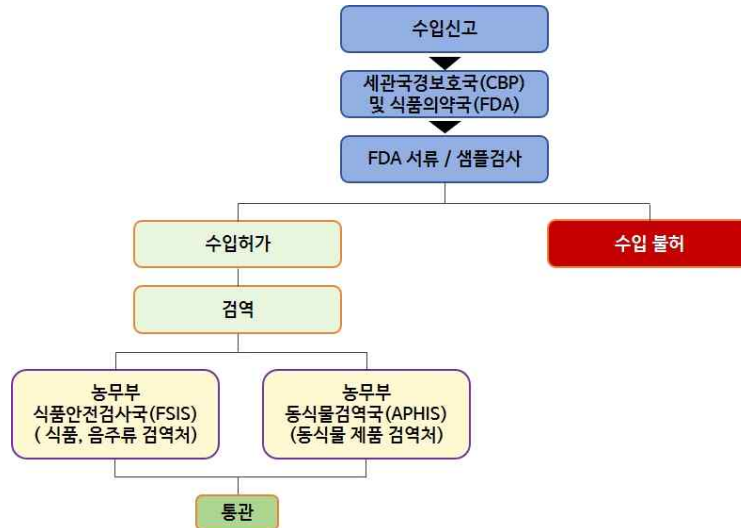 수입신고
세관국경보호국(CBP)
및 식품의약국(FDA)
FDA 서류 / 샘플검사
수입허가
수입 불허
검역
농무부
식품안전검사국(FSIS)
( 식품, 음주류 검역처)
농무부
동식물검역국(APHIS)
(동식물 제품 검역처)
통관